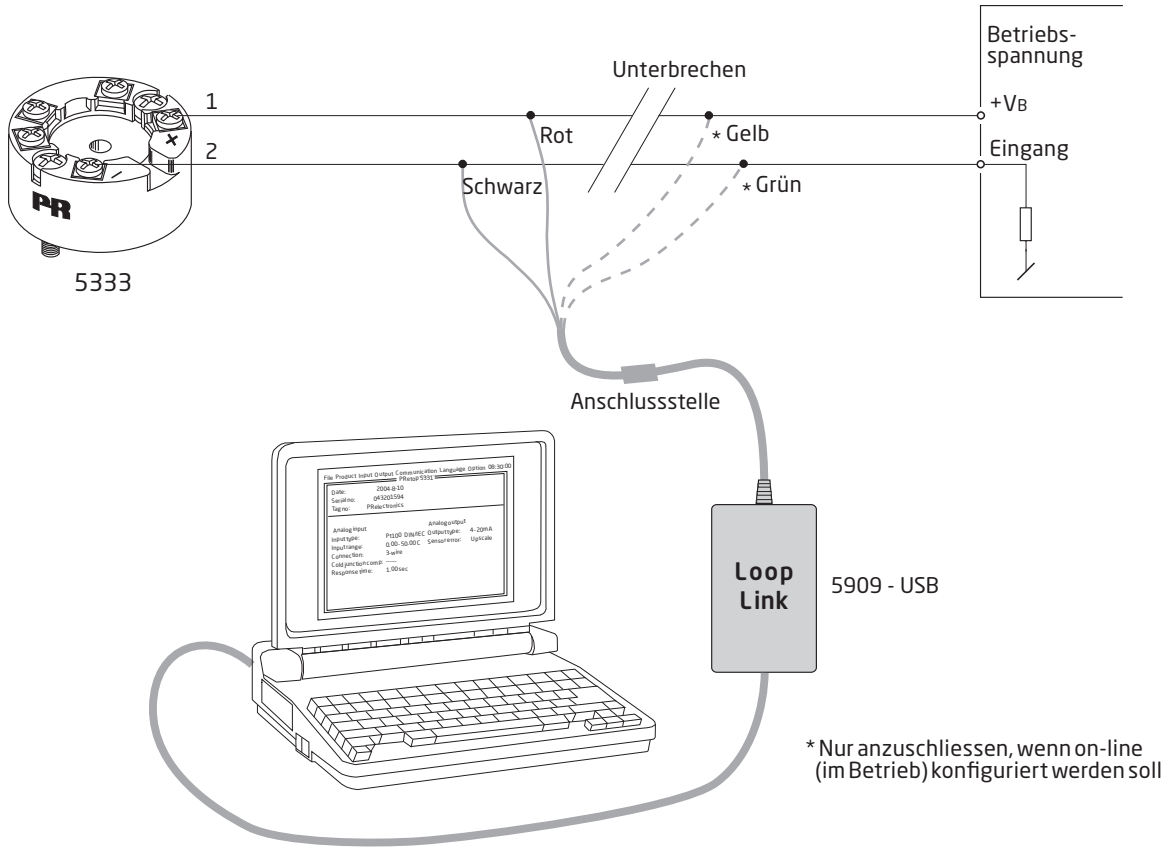 Betriebs-
spannung
Unterbrechen
1
+VB
Rot
* Gelb
2
Eingang
Schwarz
* Grün
PR
5333
Anschlussstelle
File Product Input Output Communication Language Option 08:30:00
PRetop 5331
Date: 2004-8-10
Serial no: 043201594
Tag no: PRelectronics
Analog input
Analog output
Input type: Pt100 DIN/IEC Output type: 4-20mA
Input range: 0.00-50.00 C Sensor error: Upscale
Connection: 3-wire
Cold junction comp: -----
Response time: 1.00 sec
Loop
Link
5909 - USB
* Nur anzuschliessen, wenn on-line
(im Betrieb) konfiguriert werden soll